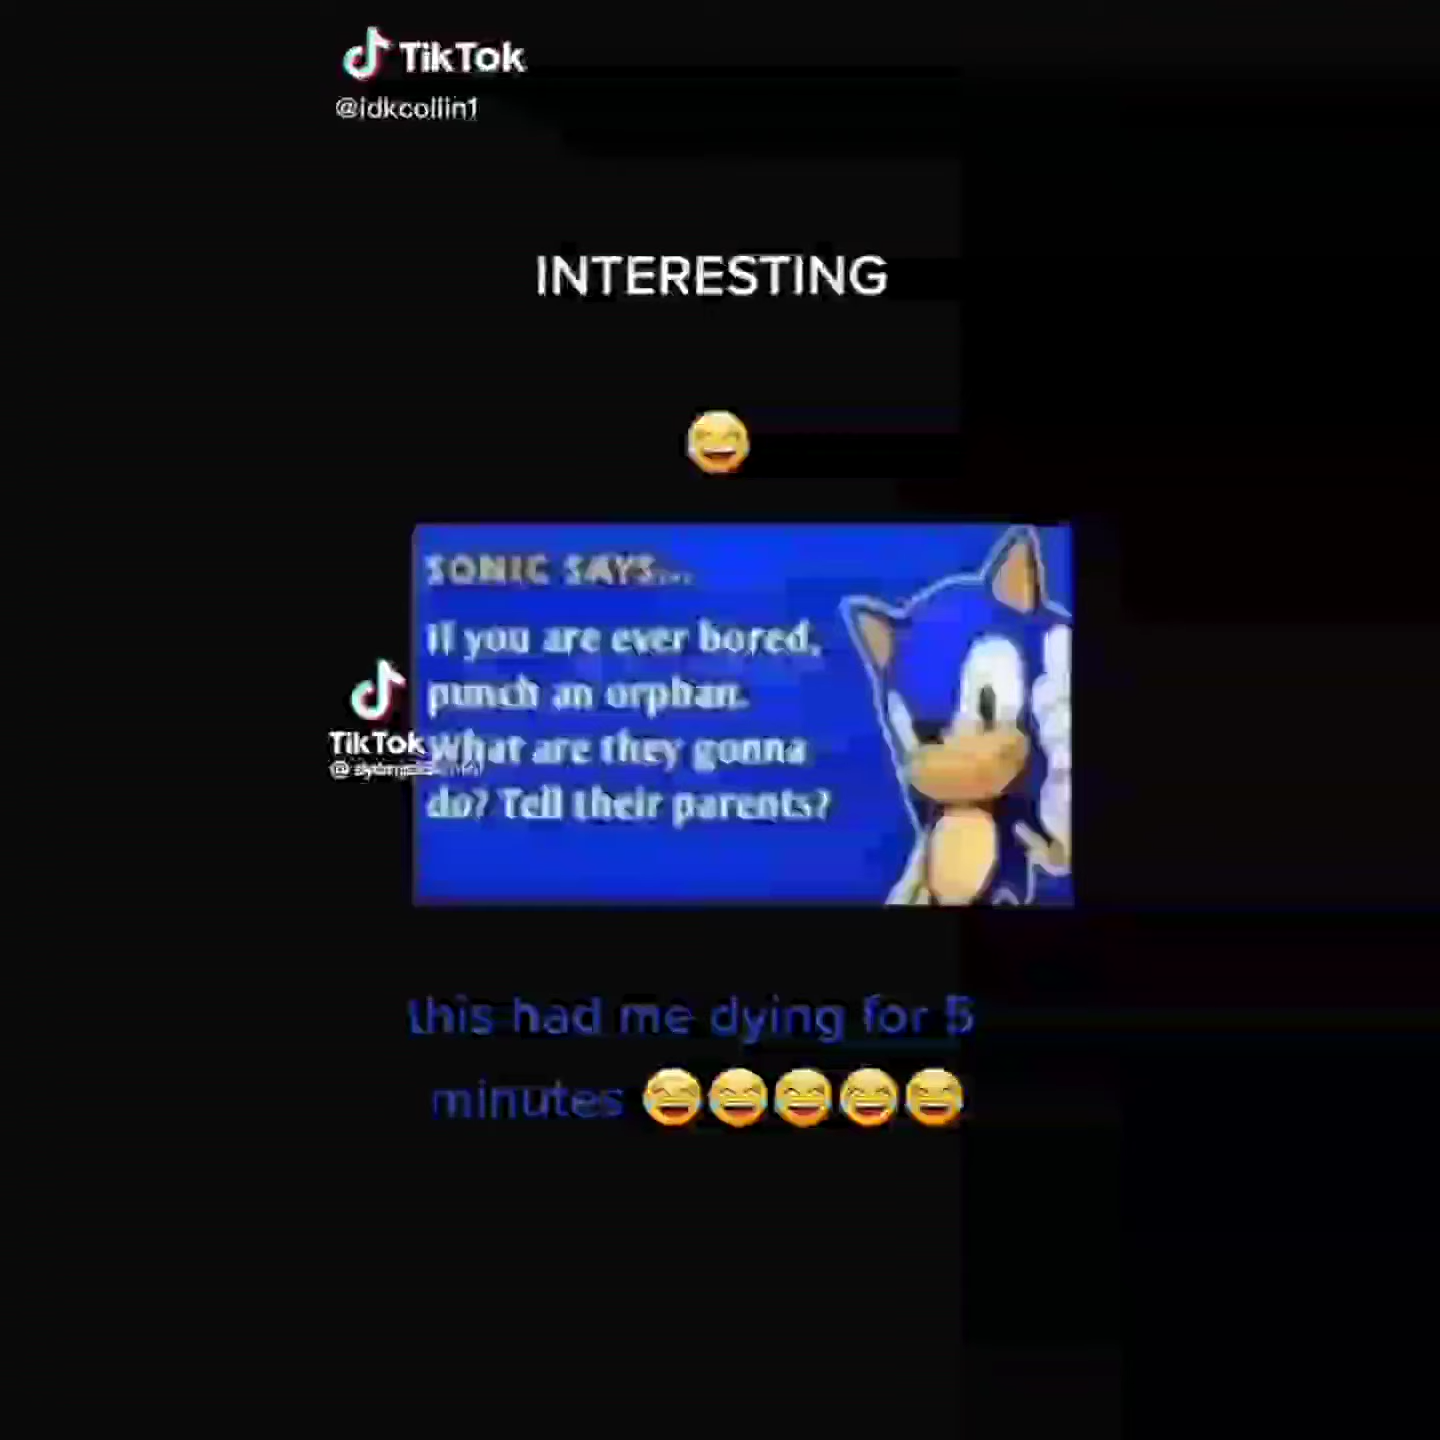 TikTok
@idkcollin1
INTERESTING
SONIC SAYS...
If you are ever bored,
punch an orphan.
What are they gonna
do? Tell their parents?
TikTok
this had me dying for 5
minutes 😆😆😆😆😆